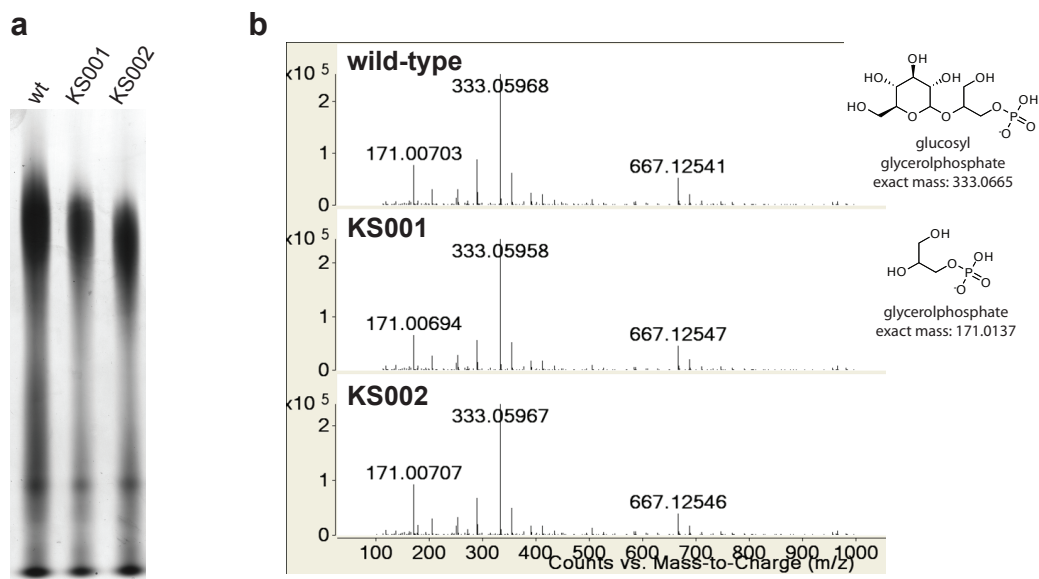 a
wt
KS001
KS002
b
wild-type
x10 5
2
1
0
333.05968
171.00703
667.12541
KS001
x10 5
2
1
0
333.05958
171.00694
667.12547
KS002
x10 5
2
1
0
333.05967
171.00707
667.12546
100 200 300 400 500 600 700 800 900 1000
Counts vs. Mass-to-Charge (m/z)
OH
HO OH OH
HO O O O OH
P
-O O
glucosyl
glycerolphosphate
exact mass: 333.0665
OH
HO O OH
P
-O O
glycerolphosphate
exact mass: 171.0137